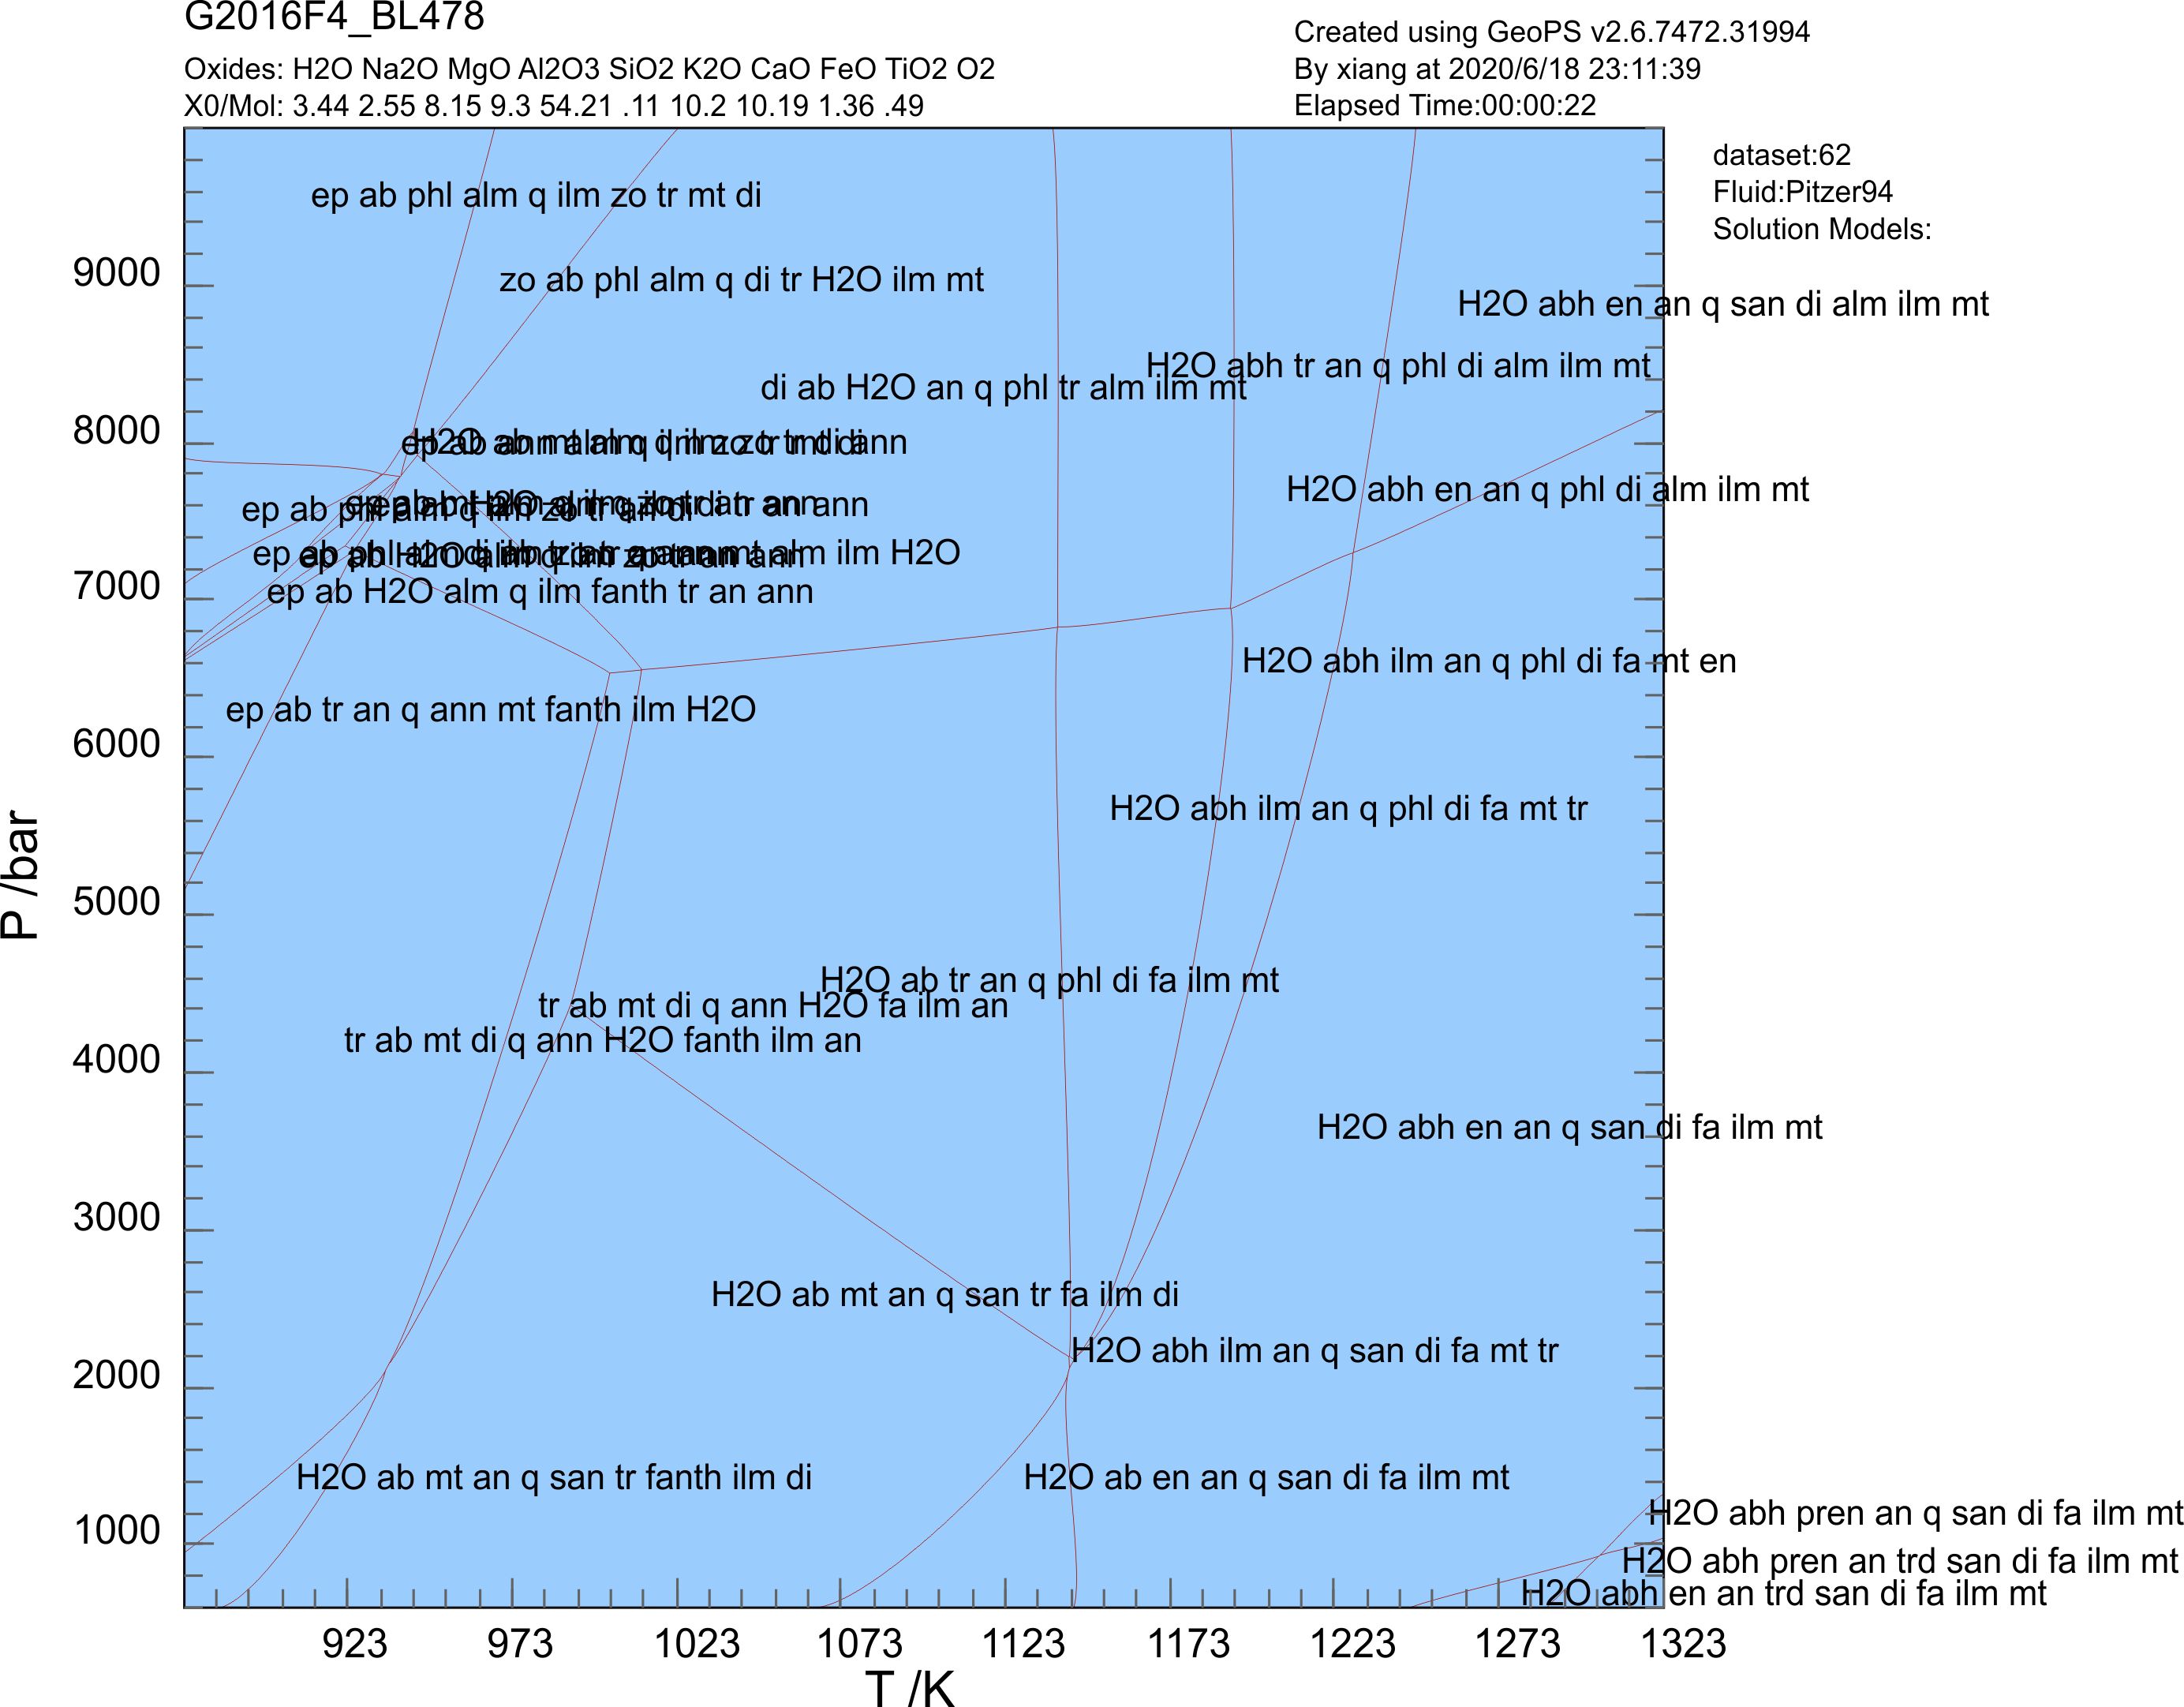 G2016F4_BL478
Created using GeoPS v2.6.7472.31994
Oxides: H2O Na2O MgO Al2O3 SiO2 K2O CaO FeO TiO2 O2
By xiang at 2020/6/18 23:11:39
X0/Mol: 3.44 2.55 8.15 9.3 54.21 .11 10.2 10.19 1.36 .49
Elapsed Time:00:00:22
dataset:62
Fluid:Pitzer94
Solution Models:
ep ab phl alm q ilm zo tr mt di
zo ab phl alm q di tr H2O ilm mt
9000
H2O abh en an q san di alm ilm mt
H2O abh tr an q phl di alm ilm mt
di ab H2O an q phl tr alm ilm mt
8000
H2O abh en an q phl di alm ilm mt
ep ab
7000
ep ab H2O alm q ilm fanth tr an ann
H2O abh ilm an q phl di fa mt en
ep ab tr an q ann mt fanth ilm H2O
6000
H2O abh ilm an q phl di fa mt tr
P /bar
5000
H2O ab tr an q phl di fa ilm mt
tr ab mt di q ann H2O fa ilm an
tr ab mt di q ann H2O fanth ilm an
4000
H2O abh en an q san di fa ilm mt
3000
H2O ab mt an q san tr fa ilm di
H2O abh ilm an q san di fa mt tr
2000
H2O ab mt an q san tr fanth ilm di
H2O ab en an q san di fa ilm mt
H2O abh pren an q san di fa ilm mt
1000
H2O abh pren an trd san di fa ilm mt
H2O abh en an trd san di fa ilm mt
923 973 1023 1073 1123 1173 1223 1273 1323
T /K